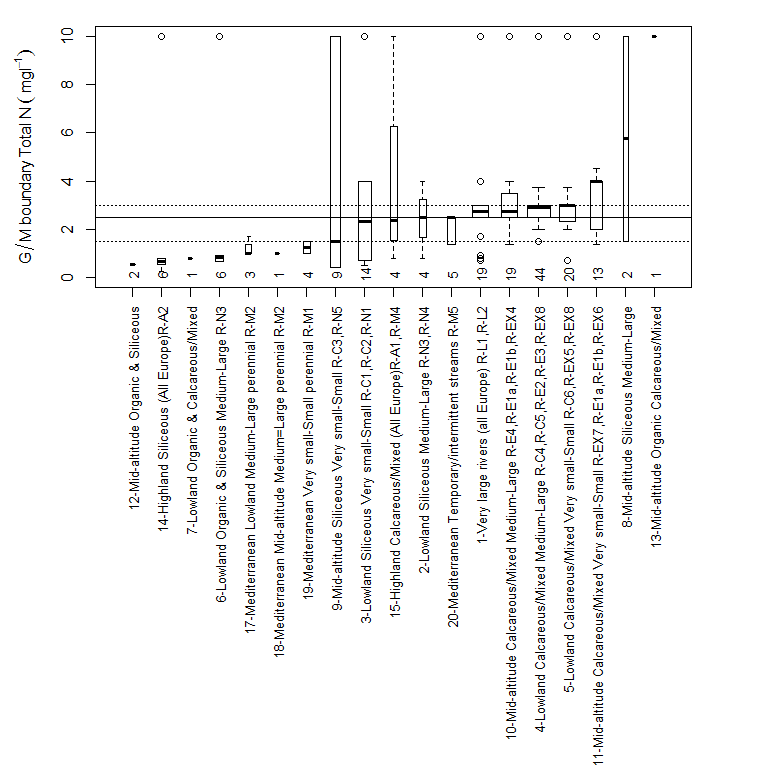 G/M boundary Total N ( mgl⁻¹)
10
8
6
4
2
0
2
6
1
6
3
1
4
9
14
4
4
5
19
19
44
20
13
2
1
12-Mid-altitude Organic & Siliceous
14-Highland Siliceous (All Europe)R-A2
7-Lowland Organic & Calcareous/Mixed
6-Lowland Organic & Siliceous Medium-Large R-N3
17-Mediterranean Lowland Medium-Large perennial R-M2
18-Mediterranean Mid-altitude Medium=Large perennial R-M2
19-Mediterranean Very small-Small perennial R-M1
9-Mid-altitude Siliceous Very small-Small R-C3,R-N5
3-Lowland Siliceous Very small-Small R-C1,R-C2,R-N1
15-Highland Calcareous/Mixed (All Europe)R-A1,R-M4
2-Lowland Siliceous Medium-Large R-N3,R-N4
20-Mediterranean Temporary/intermittent streams R-M5
1-Very large rivers (all Europe) R-L1,R-L2
10-Mid-altitude Calcareous/Mixed Medium-Large R-E4,R-E1a,R-E1b,R-EX4
4-Lowland Calcareous/Mixed Medium-Large R-C4,R-C5,R-E2,R-E3,R-EX8
5-Lowland Calcareous/Mixed Very small-Small R-C6,R-EX5,R-EX8
11-Mid-altitude Calcareous/Mixed Very small-Small R-EX7,R-E1a,R-E1b,R-EX6
8-Mid-altitude Siliceous Medium-Large
13-Mid-altitude Organic Calcareous/Mixed